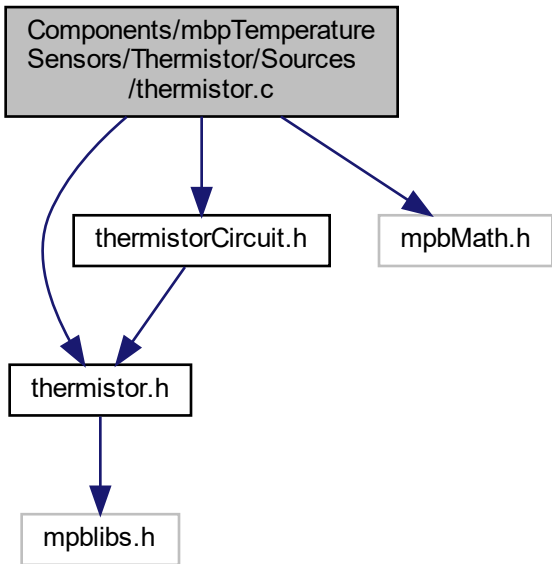 Components/mbpTemperature
Sensors/Thermistor/Sources
/thermistor.c
thermistorCircuit.h
mpbMath.h
thermistor.h
mpblibs.h